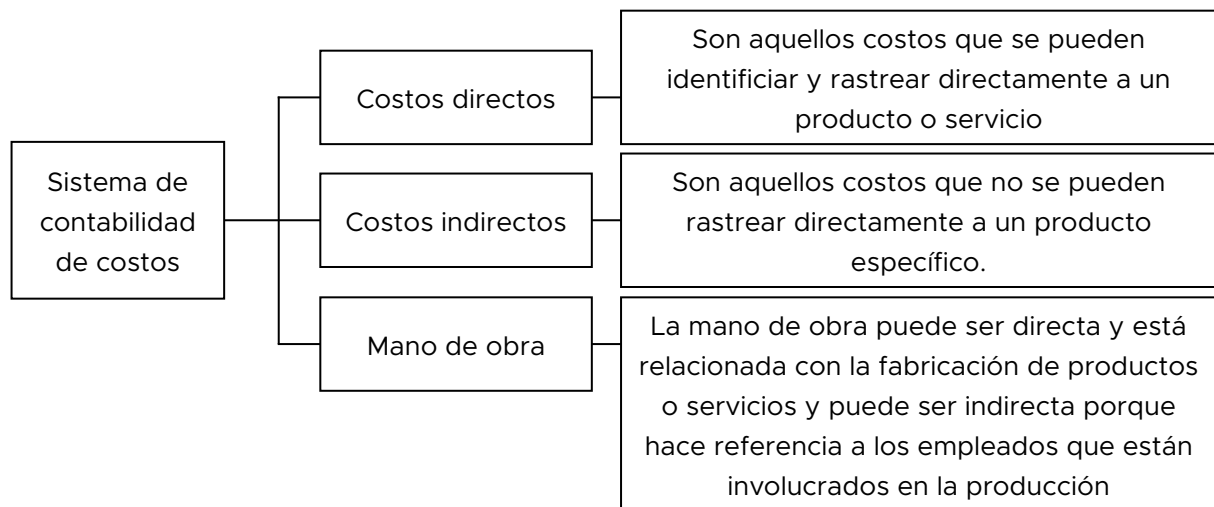 Sistema de
contabilidad
de costos
Costos directos
Son aquellos costos que se pueden
identificiar y rastrear directamente a un
producto o servicio
Costos indirectos
Son aquellos costos que no se pueden
rastrear directamente a un producto
específico.
Mano de obra
La mano de obra puede ser directa y está
relacionada con la fabricación de productos
o servicios y puede ser indirecta porque
hace referencia a los empleados que están
involucrados en la producción